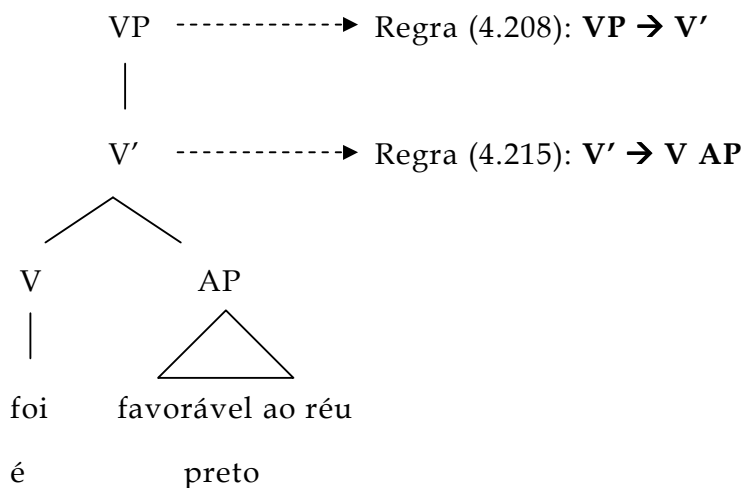 VP Regra (4.208): VP → V’
V’ Regra (4.215): V’ → V AP
V AP
foi favorável ao réu
é preto